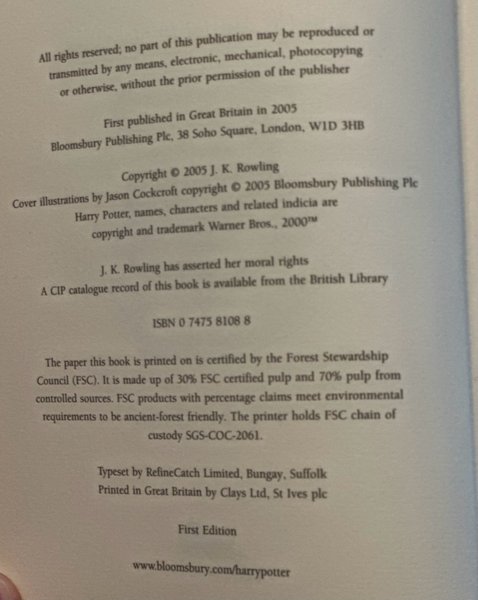 All rights reserved; no part of this publication may be reproduced or
transmitted by any means, electronic, mechanical, photocopying
or otherwise, without the prior permission of the publisher
First published in Great Britain in 2005
Bloomsbury Publishing Plc, 38 Soho Square, London, W1D 3HB
Copyright © 2005 J. K. Rowling
Cover illustrations by Jason Cockcroft copyright © 2005 Bloomsbury Publishing Plc
Harry Potter, names, characters and related indicia are
copyright and trademark Warner Bros., 2000™
J. K. Rowling has asserted her moral rights
A CIP catalogue record of this book is available from the British Library
ISBN 0 7475 8108 8
The paper this book is printed on is certified by the Forest Stewardship
Council (FSC). It is made up of 30% FSC certified pulp and 70% pulp from
controlled sources. FSC products with percentage claims meet environmental
requirements to be ancient-forest friendly. The printer holds FSC chain of
custody SGS-COC-2061.
Typeset by RefineCatch Limited, Bungay, Suffolk
Printed in Great Britain by Clays Ltd, St Ives plc
First Edition
www.bloomsbury.com/harrypotter